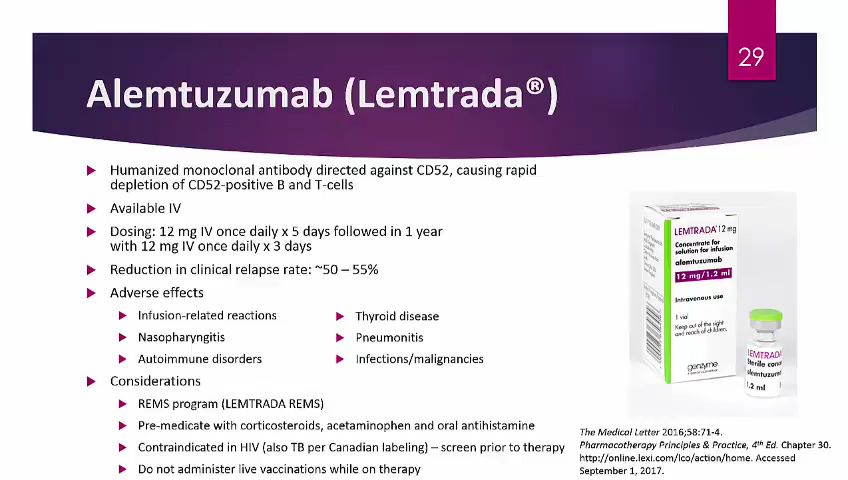 29
Alemtuzumab (Lemtrada®)
▶ Humanized monoclonal antibody directed against CD52, causing rapid
depletion of CD52-positive B and T-cells
▶ Available IV
▶ Dosing: 12 mg IV once daily x 5 days followed in 1 year
with 12 mg IV once daily x 3 days
▶ Reduction in clinical relapse rate: ~50 – 55%
▶ Adverse effects
▶ Infusion-related reactions
▶ Nasopharyngitis
▶ Autoimmune disorders
▶ Thyroid disease
▶ Pneumonitis
▶ Infections/malignancies
▶ Considerations
▶ REMS program (LEMTRADA REMS)
▶ Pre-medicate with corticosteroids, acetaminophen and oral antihistamine
▶ Contraindicated in HIV (also TB per Canadian labeling) – screen prior to therapy
▶ Do not administer live vaccinations while on therapy
LEMTRADA 12 mg
Concentrate for
solution for infusion
alemtuzumab
12 mg/1.2 ml
Intravenous use
1 vial
Keep out of the sight
and reach of children.
genzyme
LEMTRADA
Sterile conc
alemtuzum
1.2 ml
The Medical Letter 2016;58:71-4.
Pharmacotherapy Principles & Practice, 4th Ed. Chapter 30.
http://online.lexi.com/lco/action/home. Accessed
September 1, 2017.